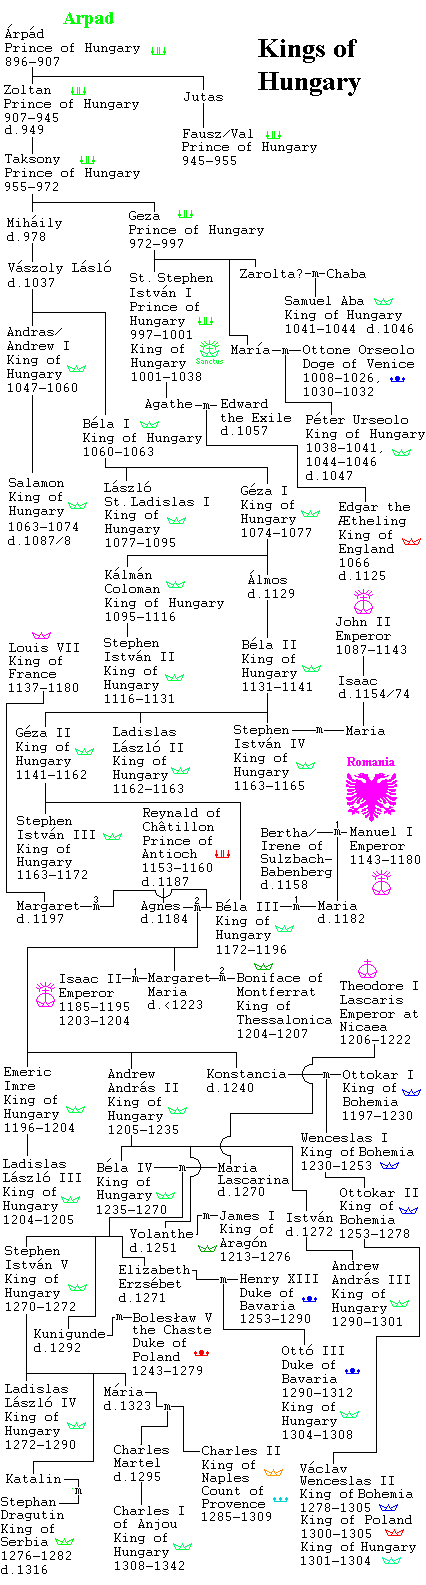 Arpad
Kings of
Hungary
Árpád
Prince of Hungary
896–907
Zoltan
Prince of Hungary
907–945
d.949
Jutas
Fausz/Val
Prince of Hungary
945–955
Taksony
Prince of Hungary
955–972
Miháily
d.978
Geza
Prince of Hungary
972–997
Vászoly Lásló
d.1037
St. Stephen
István I
Prince of
Hungary
997–1001
King of
Hungary
1001–1038
Sanctus
Zarolta?—m—Chaba
Samuel Aba
King of Hungary
1041–1044 d.1046
Andras/
Andrew I
King of
Hungary
1047–1060
María—m—Ottone Orseolo
Doge of Venice
1008–1026,
1030–1032
Agathe—m—Edward
the Exile
d.1057
Béla I
King of Hungary
1060–1063
Péter Urseolo
King of Hungary
1038–1041,
1044–1046
d.1047
Salamon
King of
Hungary
1063–1074
d.1087/8
László
St. Ladislas I
King of
Hungary
1077–1095
Géza I
King of
Hungary
1074–1077
Edgar the
Ætheling
King of
England
1066
d.1125
Kálmán
Coloman
King of Hungary
1095–1116
Álmos
d.1129
John II
Emperor
1087–1143
Louis VII
King of
France
1137–1180
Stephen
István II
King of
Hungary
1116–1131
Béla II
King of
Hungary
1131–1141
Isaac
d.1154/74
Géza II
King of
Hungary
1141–1162
Ladislas
László II
King of
Hungary
1162–1163
Stephen—m—Maria
István IV
King of
Hungary
1163–1165
Romania
Stephen
István III
King of
Hungary
1163–1172
Reynald of
Châtillon
Prince of
Antioch
1153–1160
d.1187
Bertha/
Irene of
Sulzbach–
Babenberg
d.1158
1
m
Manuel I
Emperor
1143–1180
Margaret—m—Agnes—m—Béla III—m—Maria
3 2 1
d.1197
d.1184
King of
Hungary
1172–1196
d.1182
Isaac II—m—Margaret—m—Boniface of
1 2
Emperor
1185–1195
1203–1204
Maria
d.<1223
Montferrat
King of
Thessalonica
1204–1207
Theodore I
Lascaris
Emperor at
Nicaea
1206–1222
Emeric
Imre
King of
Hungary
1196–1204
Andrew
András II
King of
Hungary
1205–1235
Konstancia—m—Ottokar I
d.1240
King of
Bohemia
1197–1230
Wenceslas I
King of Bohemia
1230–1253
Ladislas
László III
King of
Hungary
1204–1205
Béla IV—m—Maria
King of
Hungary
1235–1270
Lascarina
d.1270
Ottokar II
King of
Bohemia
1253–1278
Yolanthe
d.1251
m
James I
King of
Aragón
1213–1276
István
d.1272
Stephen
István V
King of
Hungary
1270–1272
Elizabeth—m—Henry XIII
Erzsébet
d.1271
Duke of
Bavaria
1253–1290
Andrew
András III
King of
Hungary
1290–1301
Kunigunde
d.1292
m
Bolesław V
the Chaste
Duke of
Poland
1243–1279
Ottó III
Duke of
Bavaria
1290–1312
King of
Hungary
1304–1308
Ladislas
László IV
King of
Hungary
1272–1290
Mária
d.1323
m
Charles
Martel
d.1295
Charles II
King of
Naples
Count of
Provence
1285–1309
Katalin
m
Stephan
Dragutin
King of
Serbia
1276–1282
d.1316
Charles I
of Anjou
King of
Hungary
1308–1342
Václav
Wenceslas II
King of Bohemia
1278–1305
King of Poland
1300–1305
King of Hungary
1301–1304